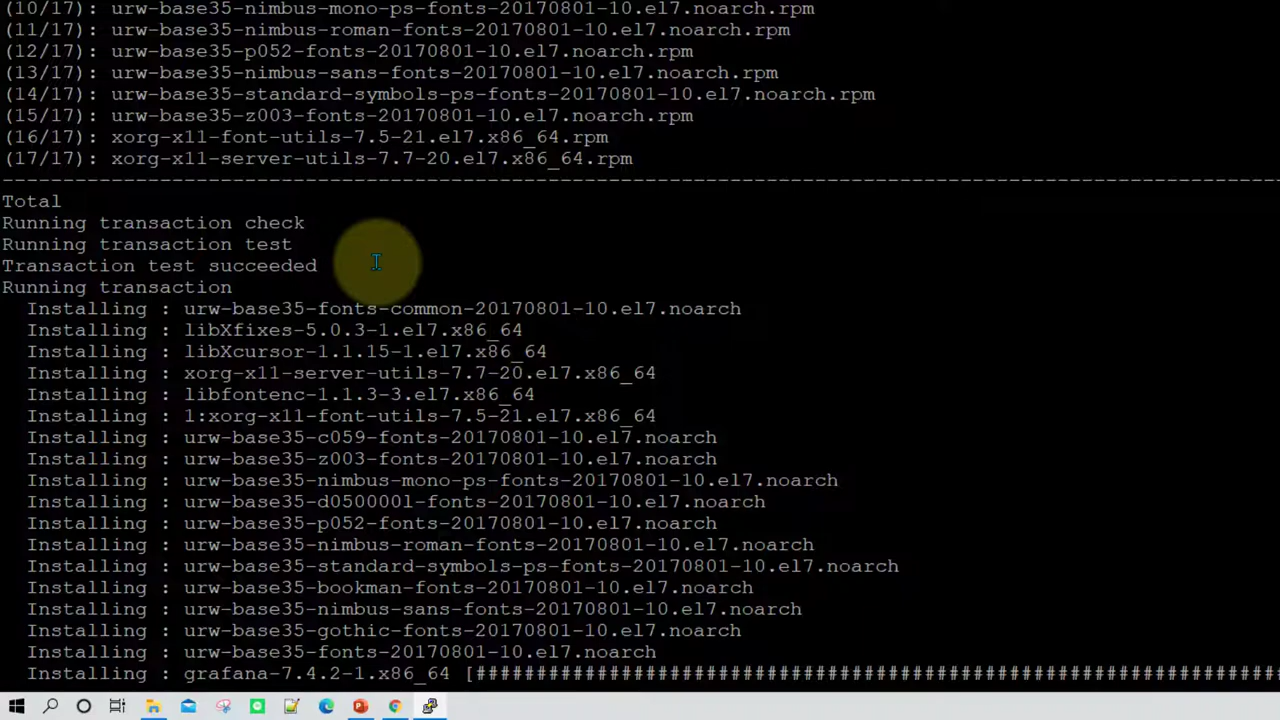 (10/17): urw-base35-nimbus-mono-ps-fonts-20170801-10.el7.noarch.rpm
(11/17): urw-base35-nimbus-roman-fonts-20170801-10.el7.noarch.rpm
(12/17): urw-base35-p052-fonts-20170801-10.el7.noarch.rpm
(13/17): urw-base35-nimbus-sans-fonts-20170801-10.el7.noarch.rpm
(14/17): urw-base35-standard-symbols-ps-fonts-20170801-10.el7.noarch.rpm
(15/17): urw-base35-z003-fonts-20170801-10.el7.noarch.rpm
(16/17): xorg-x11-font-utils-7.5-21.el7.x86_64.rpm
(17/17): xorg-x11-server-utils-7.7-20.el7.x86_64.rpm
----------------------------------------------------------------------------------------------------------
Total
Running transaction check
Running transaction test
Transaction test succeeded
Running transaction
  Installing : urw-base35-fonts-common-20170801-10.el7.noarch
  Installing : libXfixes-5.0.3-1.el7.x86_64
  Installing : libXcursor-1.1.15-1.el7.x86_64
  Installing : xorg-x11-server-utils-7.7-20.el7.x86_64
  Installing : libfontenc-1.1.3-3.el7.x86_64
  Installing : 1:xorg-x11-font-utils-7.5-21.el7.x86_64
  Installing : urw-base35-c059-fonts-20170801-10.el7.noarch
  Installing : urw-base35-z003-fonts-20170801-10.el7.noarch
  Installing : urw-base35-nimbus-mono-ps-fonts-20170801-10.el7.noarch
  Installing : urw-base35-d050000l-fonts-20170801-10.el7.noarch
  Installing : urw-base35-p052-fonts-20170801-10.el7.noarch
  Installing : urw-base35-nimbus-roman-fonts-20170801-10.el7.noarch
  Installing : urw-base35-standard-symbols-ps-fonts-20170801-10.el7.noarch
  Installing : urw-base35-bookman-fonts-20170801-10.el7.noarch
  Installing : urw-base35-nimbus-sans-fonts-20170801-10.el7.noarch
  Installing : urw-base35-gothic-fonts-20170801-10.el7.noarch
  Installing : urw-base35-fonts-20170801-10.el7.noarch
  Installing : grafana-7.4.2-1.x86_64 [###################################################################